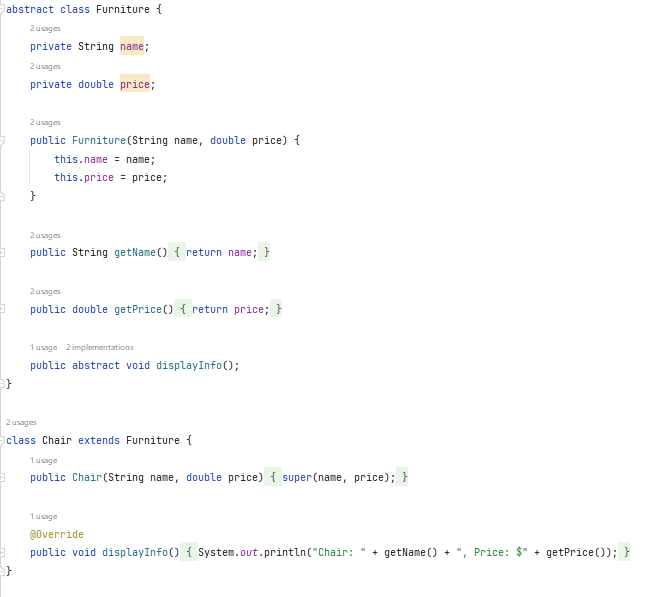 abstract class Furniture {
2 usages
private String name;
2 usages
private double price;
2 usages
public Furniture(String name, double price) {
this.name = name;
this.price = price;
}
2 usages
public String getName() { return name; }
2 usages
public double getPrice() { return price; }
1 usage 2 implementations
public abstract void displayInfo();
}
2 usages
class Chair extends Furniture {
1 usage
public Chair(String name, double price) { super(name, price); }
1 usage
@Override
public void displayInfo() { System.out.println("Chair: " + getName() + ", Price: $" + getPrice()); }
}